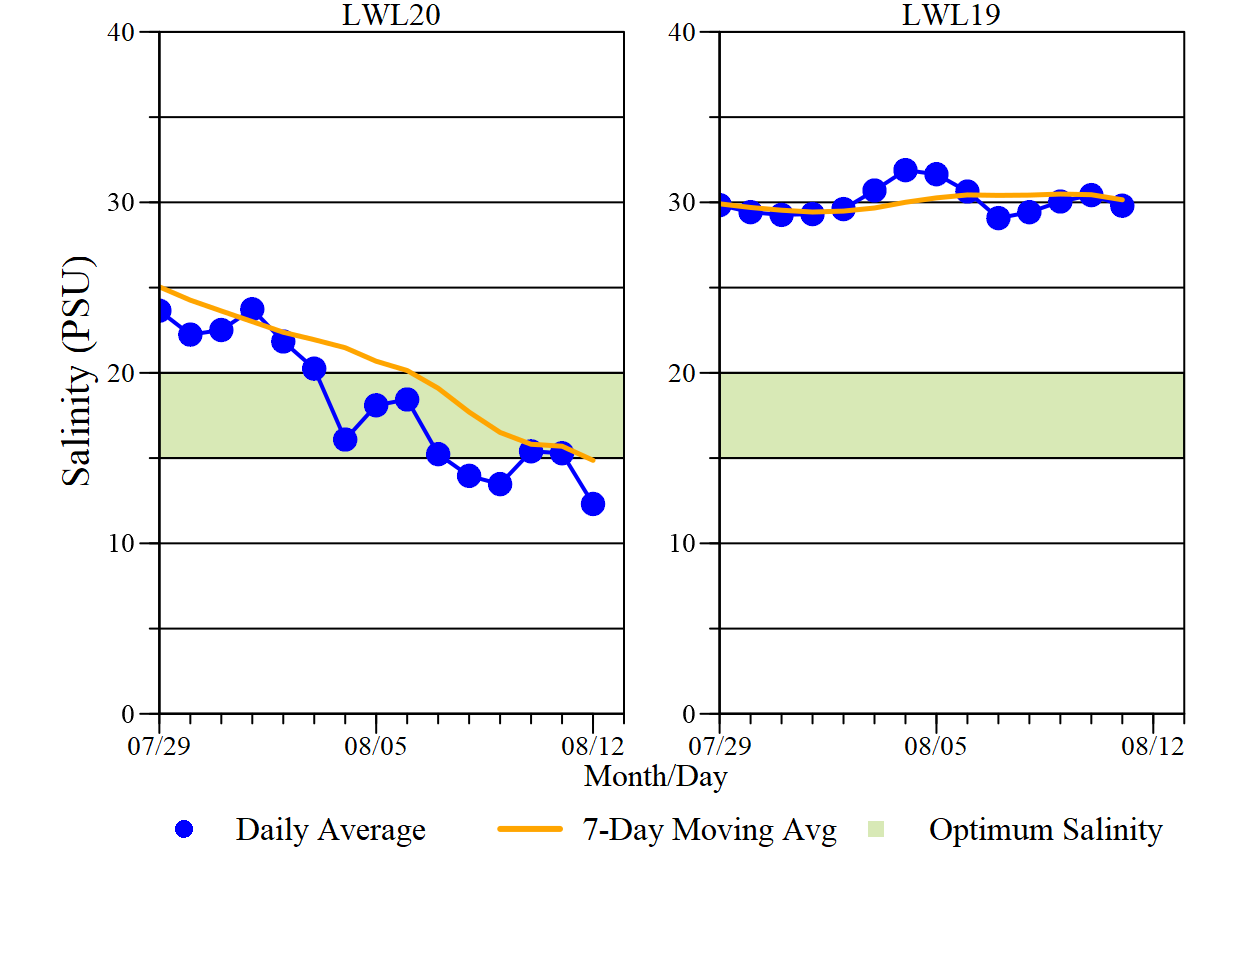 LWL20 LWL19
40 40
30 30
20 20
10 10
0 0
Salinity (PSU)
07/29 08/05 08/12 07/29 08/05 08/12
Month/Day
Daily Average 7-Day Moving Avg Optimum Salinity